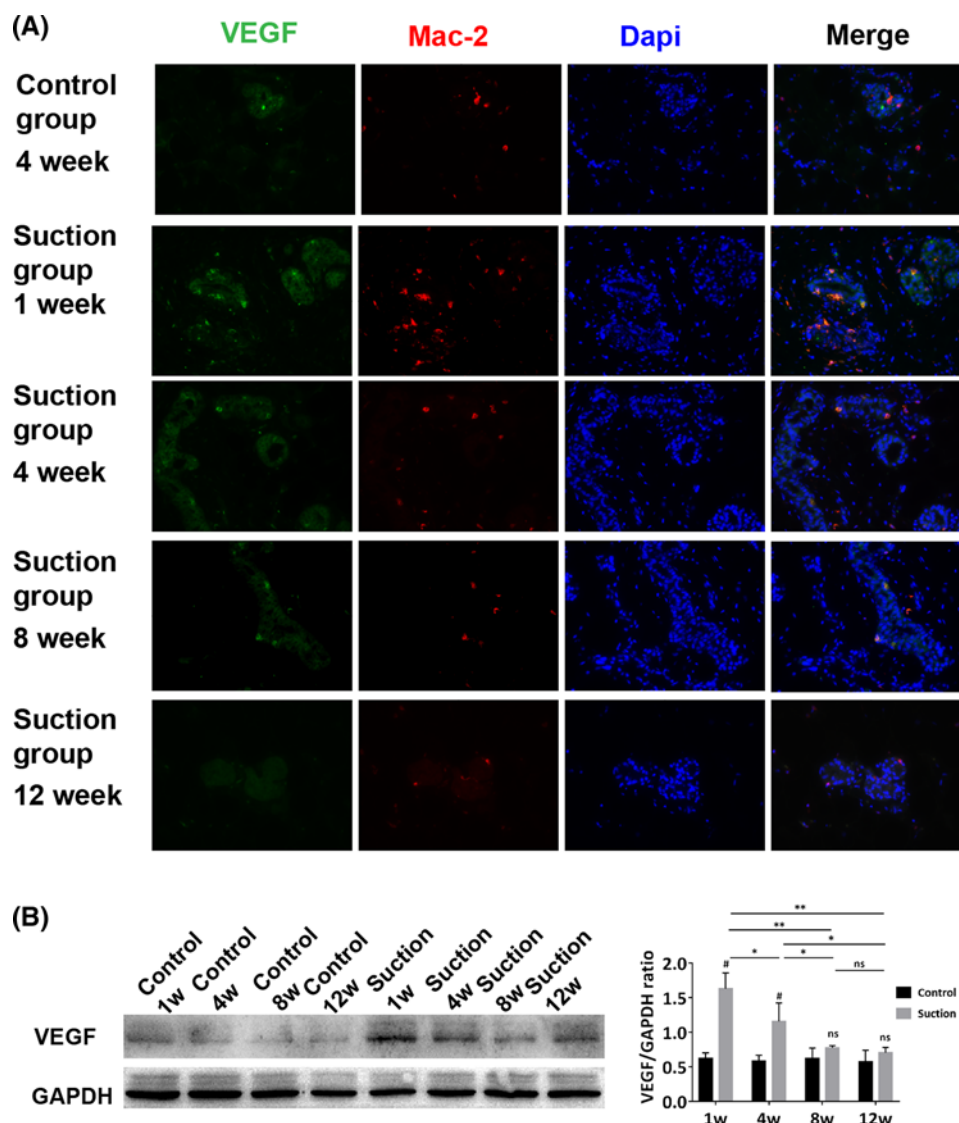 (A)
VEGF Mac-2 Dapi Merge
Control
group
4 week
Suction
group
1 week
Suction
group
4 week
Suction
group
8 week
Suction
group
12 week
(B)
Control Control Control Control Suction Suction Suction Suction
1w 4w 8w 12w 1w 4w 8w 12w
VEGF
GAPDH
**
**
*
* *
ns
# # ns ns
Control
Suction
VEGF/GAPDH ratio
2.0
1.5
1.0
0.5
0.0
1w 4w 8w 12w